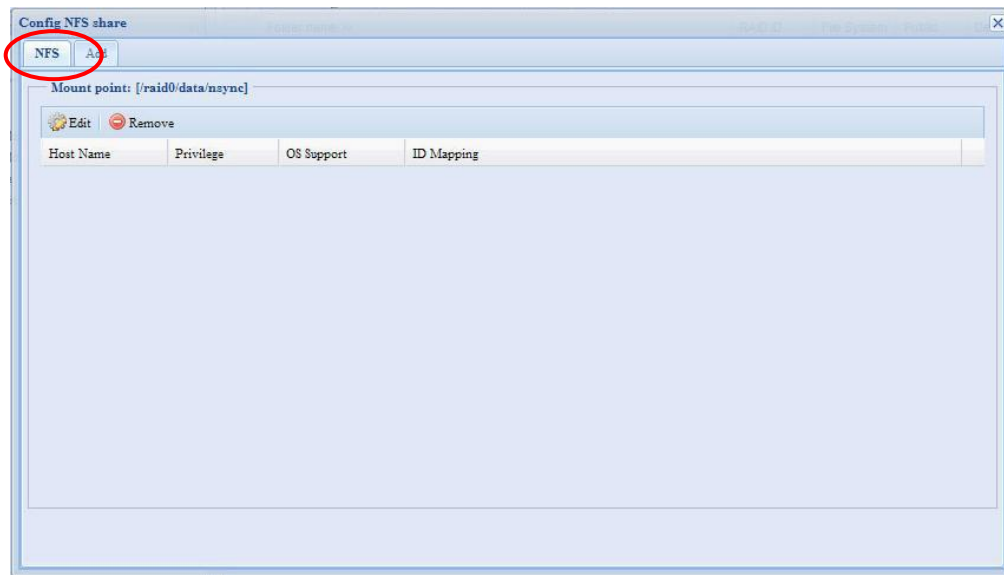 Config NFS share
NFS Add
Mount point: [/raid0/data/nsync]
Edit Remove
Host Name Privilege OS Support ID Mapping